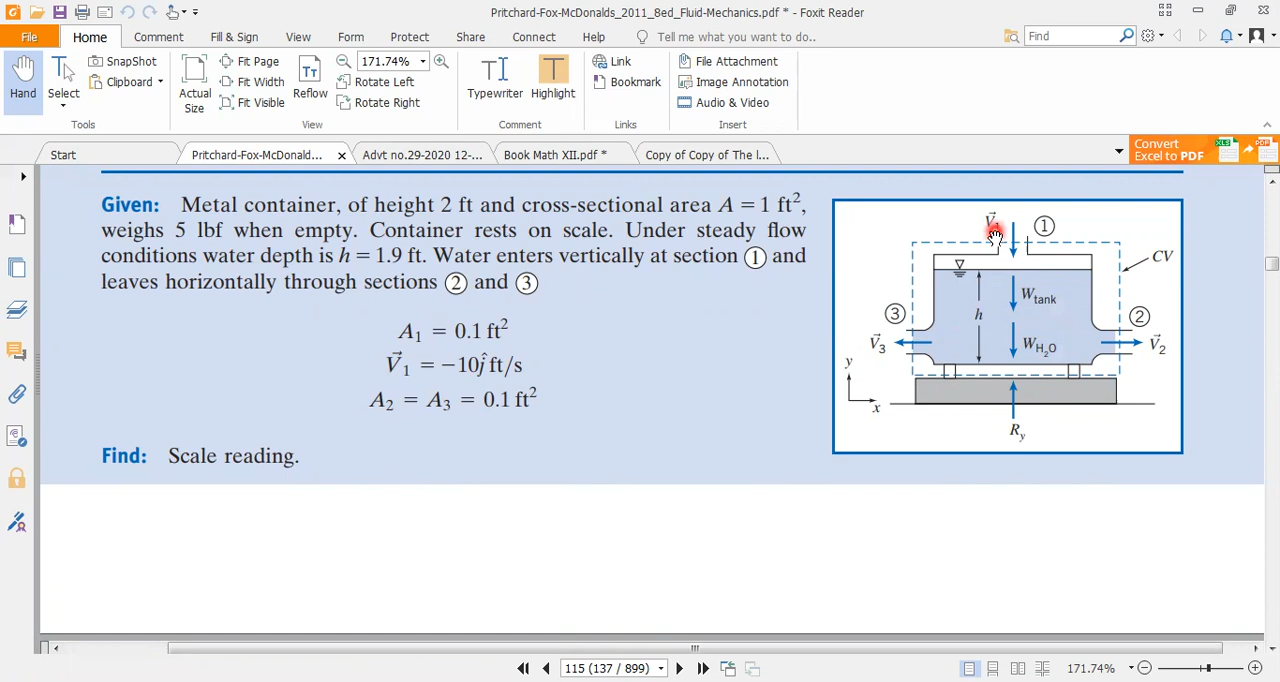 Pritchard-Fox-McDonalds_2011_8ed_Fluid-Mechanics.pdf * - Foxit Reader
File Home Comment Fill & Sign View Form Protect Share Connect Help Tell me what you want to do.. Find
Hand
Select
SnapShot
Clipboard
Actual Size
Fit Page
Fit Width
Fit Visible
Reflow
171.74%
Rotate Left
Rotate Right
Typewriter
Highlight
Link
Bookmark
File Attachment
Image Annotation
Audio & Video
Tools View Comment Links Insert
Start Pritchard-Fox-McDonald... Advt no.29-2020 12-... Book Math XII.pdf * Copy of Copy of The l...
Convert
Excel to PDF
XLS PDF
Given: Metal container, of height 2 ft and cross-sectional area A = 1 ft²,
weighs 5 lbf when empty. Container rests on scale. Under steady flow
conditions water depth is h = 1.9 ft. Water enters vertically at section ① and
leaves horizontally through sections ② and ③
A₁ = 0.1 ft²
V⃗₁ = −10ĵ ft/s
A₂ = A₃ = 0.1 ft²
Find: Scale reading.
①
CV
W_tank
③ h ②
V⃗₃ W_H₂O V⃗₂
y
x
R_y
115 (137 / 899) 171.74%